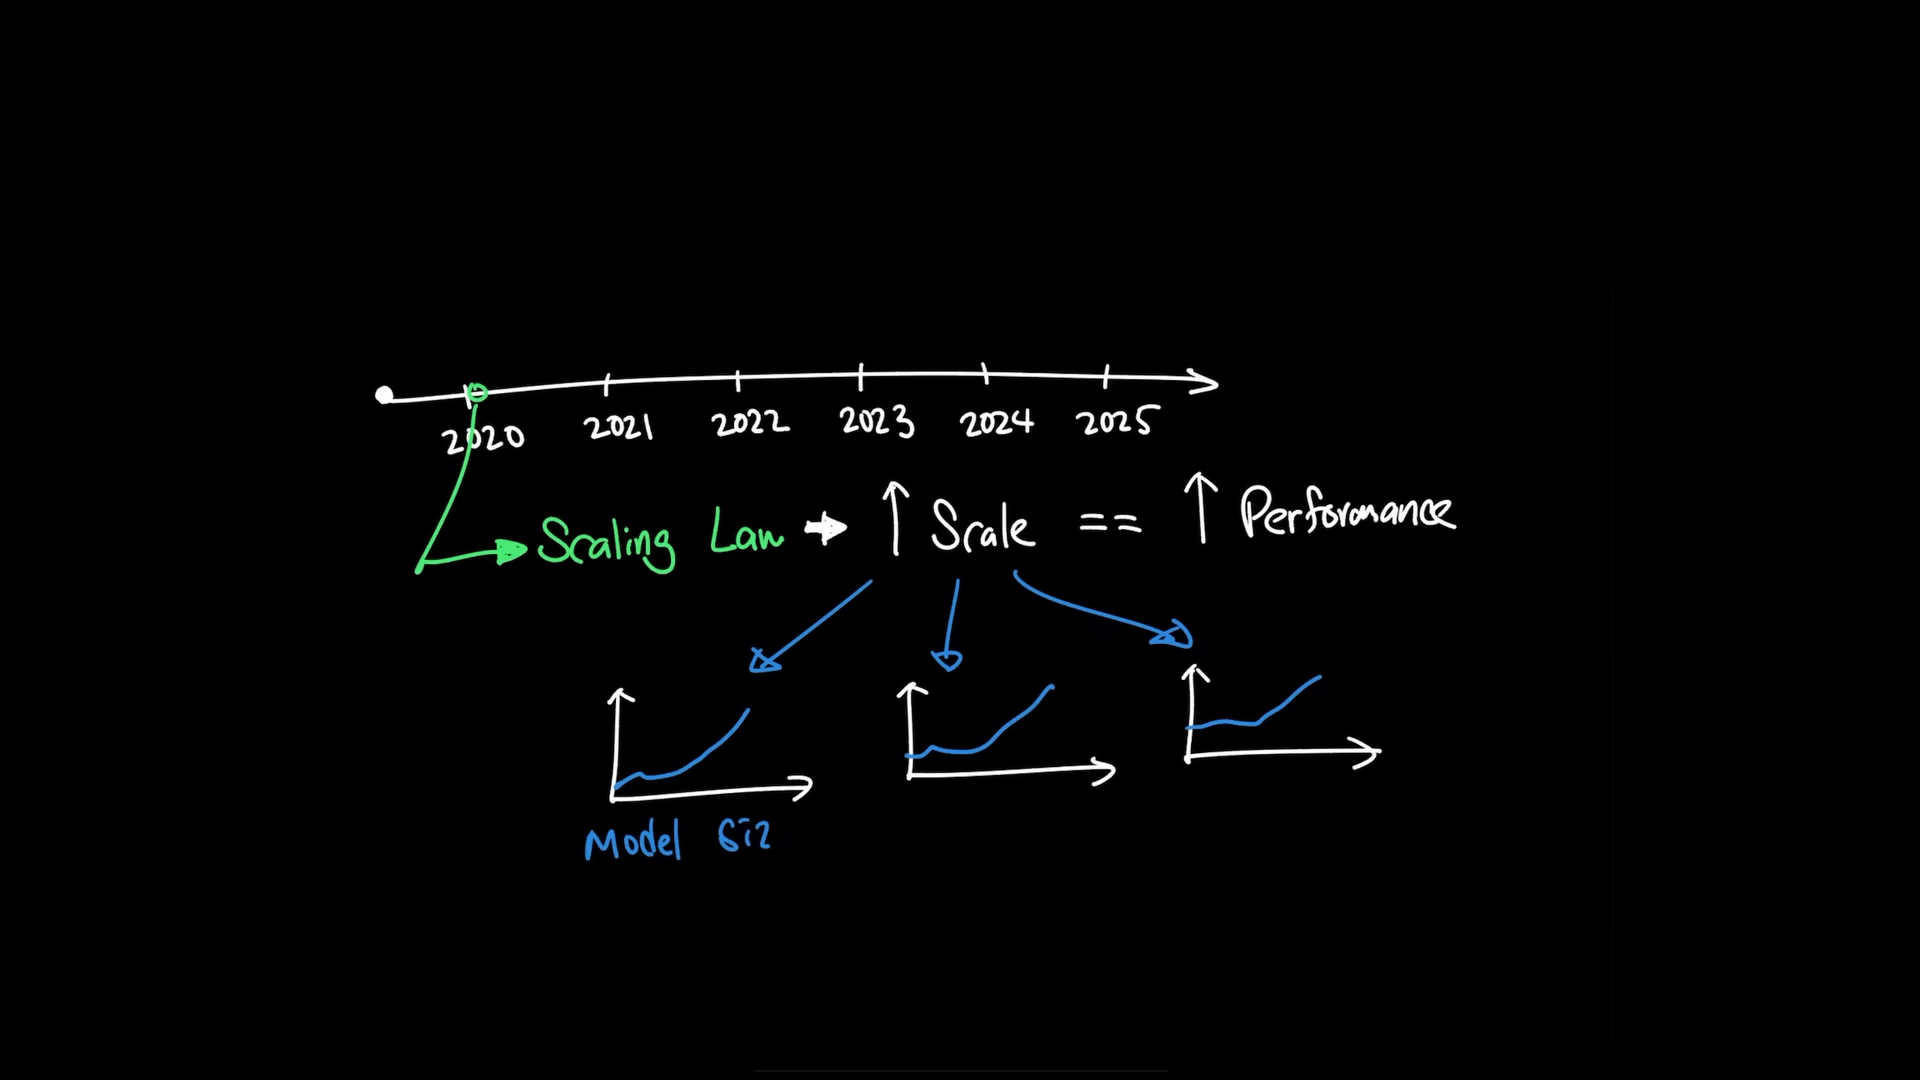 2020 2021 2022 2023 2024 2025
Scaling Law → ↑ Scale == ↑ Performance
Model Siz